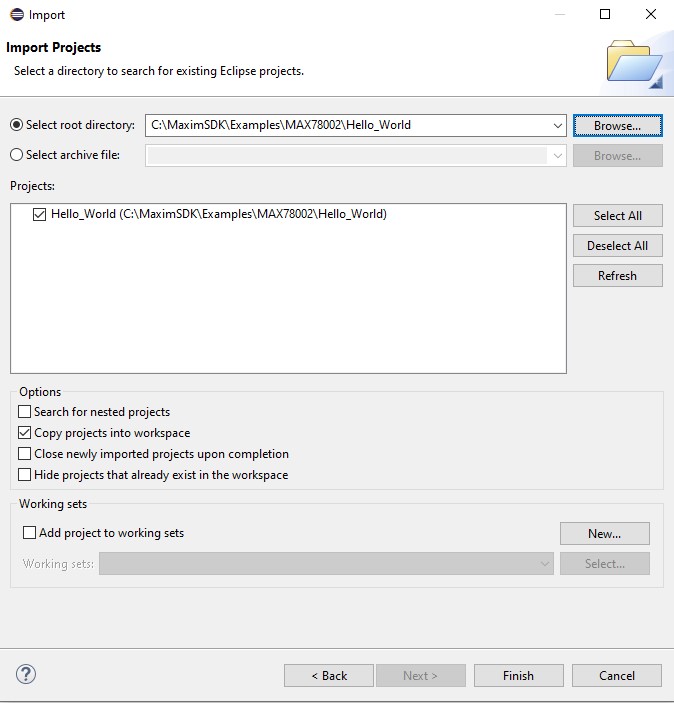 Import
Import Projects
Select a directory to search for existing Eclipse projects.
Select root directory: C:\MaximSDK\Examples\MAX78002\Hello_World Browse...
Select archive file: Browse...
Projects:
Hello_World (C:\MaximSDK\Examples\MAX78002\Hello_World)
Select All
Deselect All
Refresh
Options
Search for nested projects
Copy projects into workspace
Close newly imported projects upon completion
Hide projects that already exist in the workspace
Working sets
Add project to working sets New...
Working sets: Select...
? < Back Next > Finish Cancel